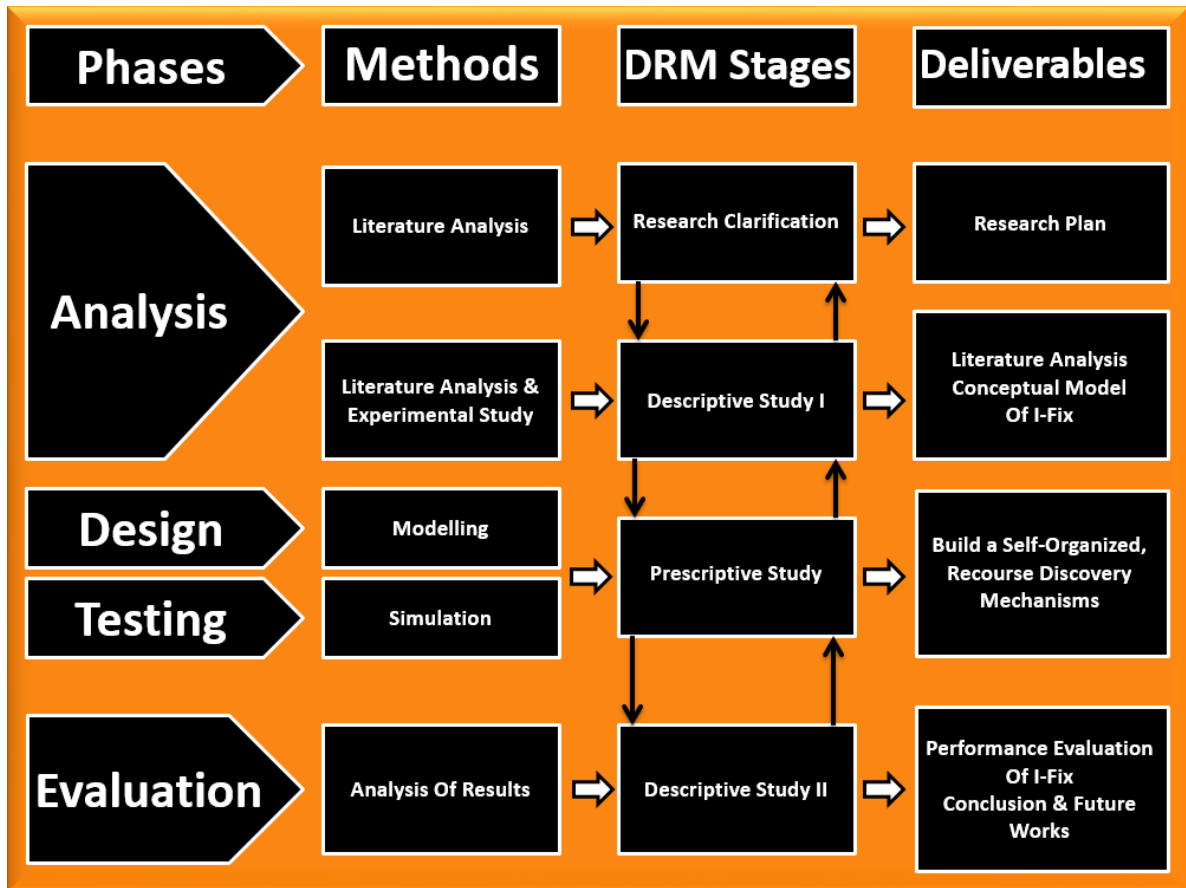 Phases
Methods
DRM Stages
Deliverables
Analysis
Literature Analysis
Research Clarification
Research Plan
Literature Analysis &
Experimental Study
Descriptive Study I
Literature Analysis
Conceptual Model
Of I-Fix
Design
Modelling
Testing
Simulation
Prescriptive Study
Build a Self-Organized,
Recourse Discovery
Mechanisms
Evaluation
Analysis Of Results
Descriptive Study II
Performance Evaluation
Of I-Fix
Conclusion & Future
Works